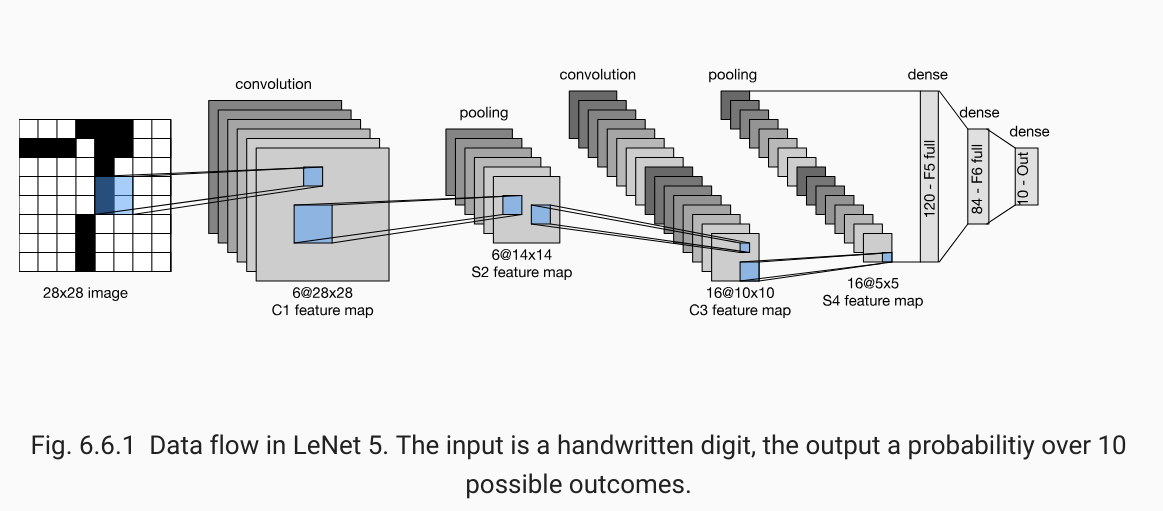 convolution
28x28 image
6@28x28
C1 feature map
pooling
6@14x14
S2 feature map
convolution
16@10x10
C3 feature map
pooling
16@5x5
S4 feature map
dense
120 - F5 full
dense
84 - F6 full
dense
10 - Out
Fig. 6.6.1 Data flow in LeNet 5. The input is a handwritten digit, the output a probabilitiy over 10
possible outcomes.